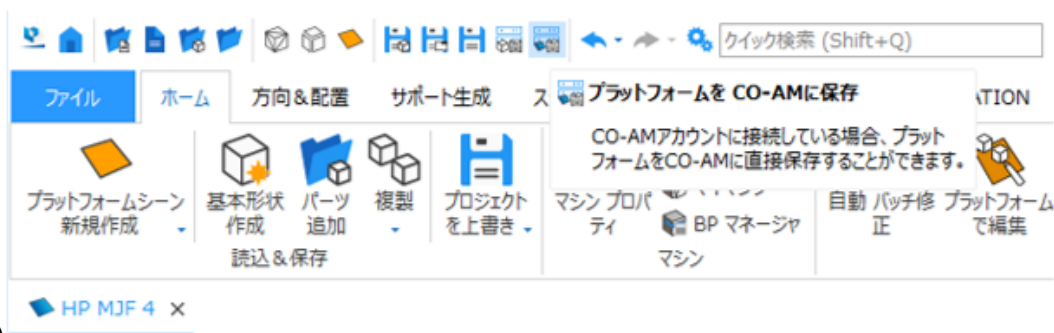 クイック検索 (Shift+Q)
ファイル
ホーム
方向&配置
サポート生成
プラットフォームを CO-AMに保存
CO-AMアカウントに接続している場合、プラット
フォームをCO-AMに直接保存することができます。
プラットフォームシーン
新規作成
基本形状
作成
パーツ
追加
複製
プロジェクト
を上書き
読込&保存
マシン プロパ
ティ
BP マネージャ
マシン
自動 バッチ修
正
プラットフォーム
で編集
HP MJF 4